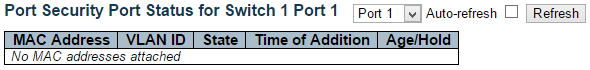 Port Security Port Status for Switch 1 Port 1 Port 1 Auto-refresh Refresh
MAC Address VLAN ID State Time of Addition Age/Hold
No MAC addresses attached